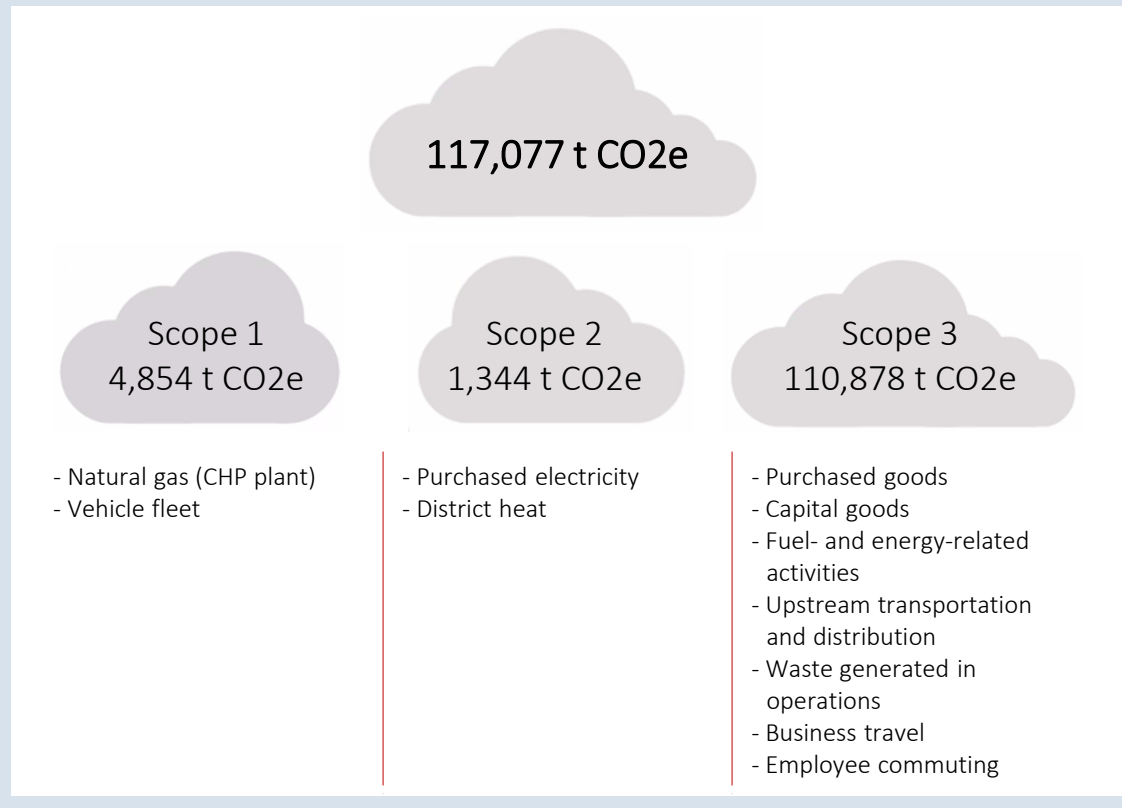 117,077 t CO2e
Scope 1
4,854 t CO2e
Scope 2
1,344 t CO2e
Scope 3
110,878 t CO2e
- Natural gas (CHP plant)
- Vehicle fleet
- Purchased electricity
- District heat
- Purchased goods
- Capital goods
- Fuel- and energy-related
activities
- Upstream transportation
and distribution
- Waste generated in
operations
- Business travel
- Employee commuting